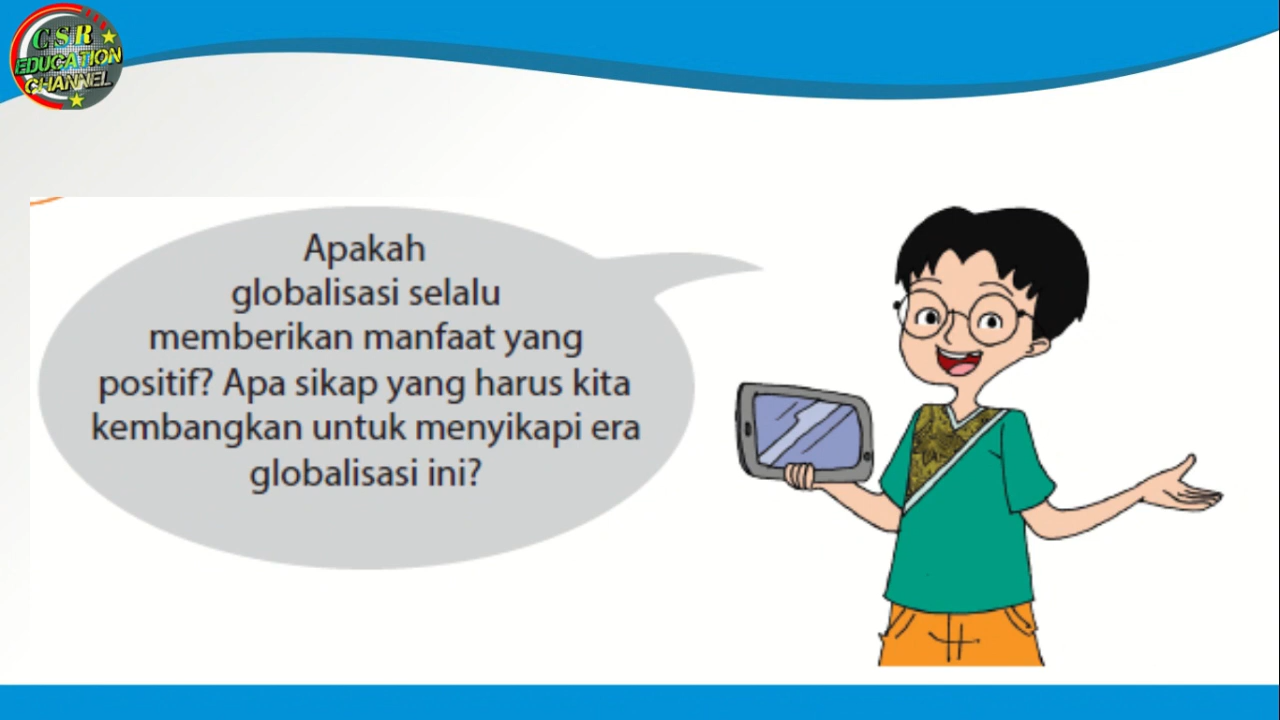 CSR
EDUCATION
CHANNEL
Apakah
globalisasi selalu
memberikan manfaat yang
positif? Apa sikap yang harus kita
kembangkan untuk menyikapi era
globalisasi ini?